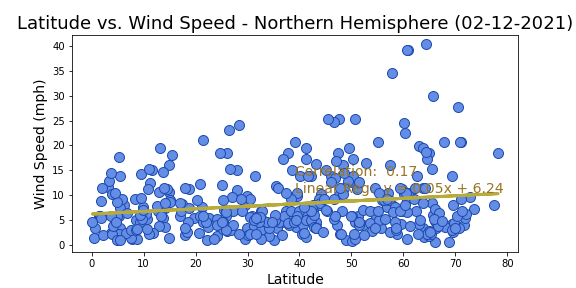 Latitude vs. Wind Speed - Northern Hemisphere (02-12-2021)
Wind Speed (mph)
40
35
30
25
20
15
10
5
0
Correlation: 0.17
Linear Reg: y = 0.05x + 6.24
0 10 20 30 40 50 60 70 80
Latitude